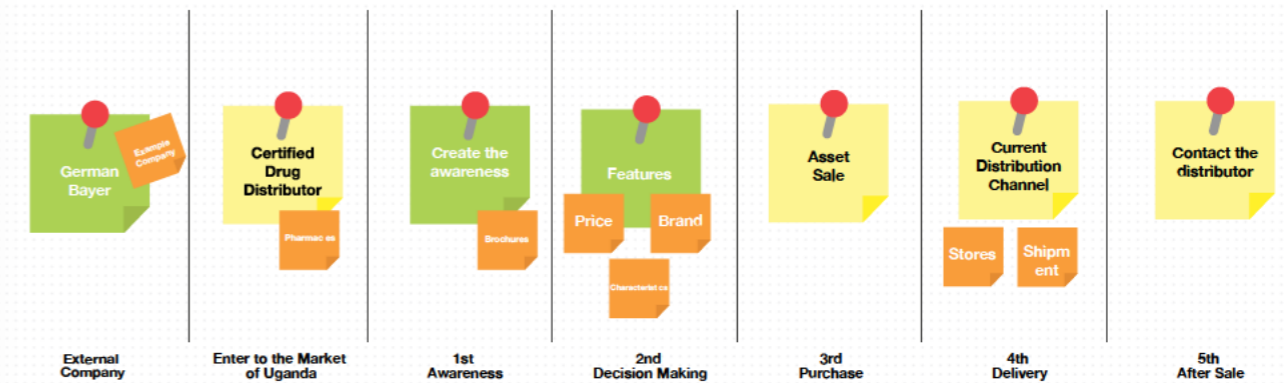 German
Bayer
Example
Company
Certified
Drug
Distributor
Pharmac es
Create the
awareness
Brochures
Features
Price
Brand
Characterist cs
Asset
Sale
Current
Distribution
Channel
Stores
Shipm
ent
Contact the
distributor
External
Company
Enter to the Market
of Uganda
1st
Awareness
2nd
Decision Making
3rd
Purchase
4th
Delivery
5th
After Sale